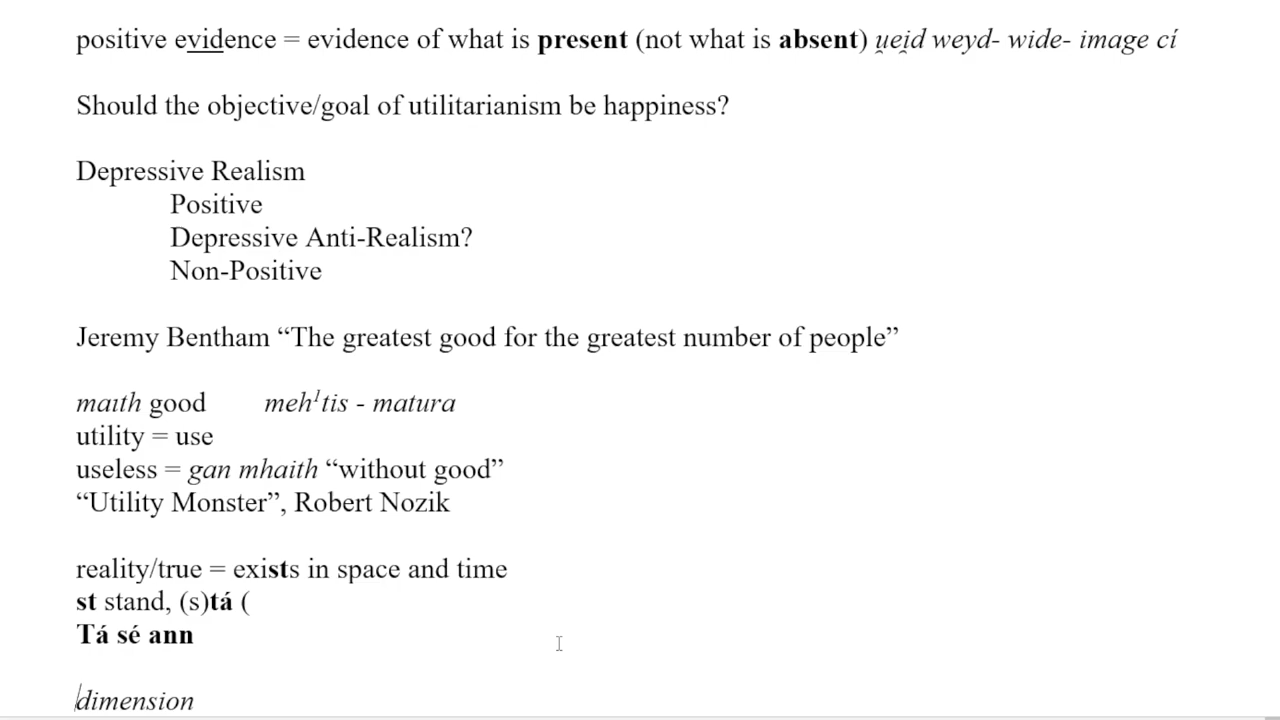 positive evidence = evidence of what is present (not what is absent) u̯ei̯d weyd- wide- image cí
Should the objective/goal of utilitarianism be happiness?
Depressive Realism
Positive
Depressive Anti-Realism?
Non-Positive
Jeremy Bentham “The greatest good for the greatest number of people”
maıth good meh¹tis - matura
utility = use
useless = gan mhaith “without good”
“Utility Monster”, Robert Nozik
reality/true = exists in space and time
st stand, (s)tá (
Tá sé ann
dimension